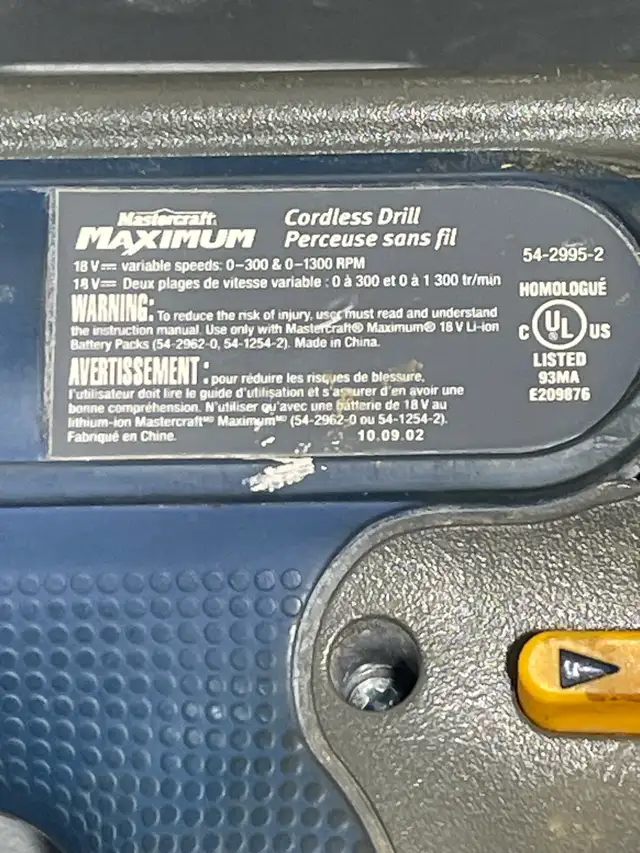 Mastercraft.
MAXIMUM
Cordless Drill
Perceuse sans fil
54-2995-2
18 V⎓ variable speeds: 0–300 & 0–1300 RPM
18 V⎓ Deux plages de vitesse variable : 0 à 300 et 0 à 1 300 tr/min
WARNING: To reduce the risk of injury, user must read and understand
the instruction manual. Use only with Mastercraft® Maximum® 18 V Li-ion
Battery Packs (54-2962-0, 54-1254-2). Made in China.
AVERTISSEMENT : pour réduire les risques de blessure,
l'utilisateur doit lire le guide d'utilisation et s'assurer d'en avoir une
bonne compréhension. N'utiliser qu'avec une batterie de 18 V au
lithium-ion Mastercraft MD Maximum MD (54-2962-0 ou 54-1254-2).
Fabriqué en Chine.
10.09.02
HOMOLOGUÉ
C UL US
LISTED
93MA
E209876